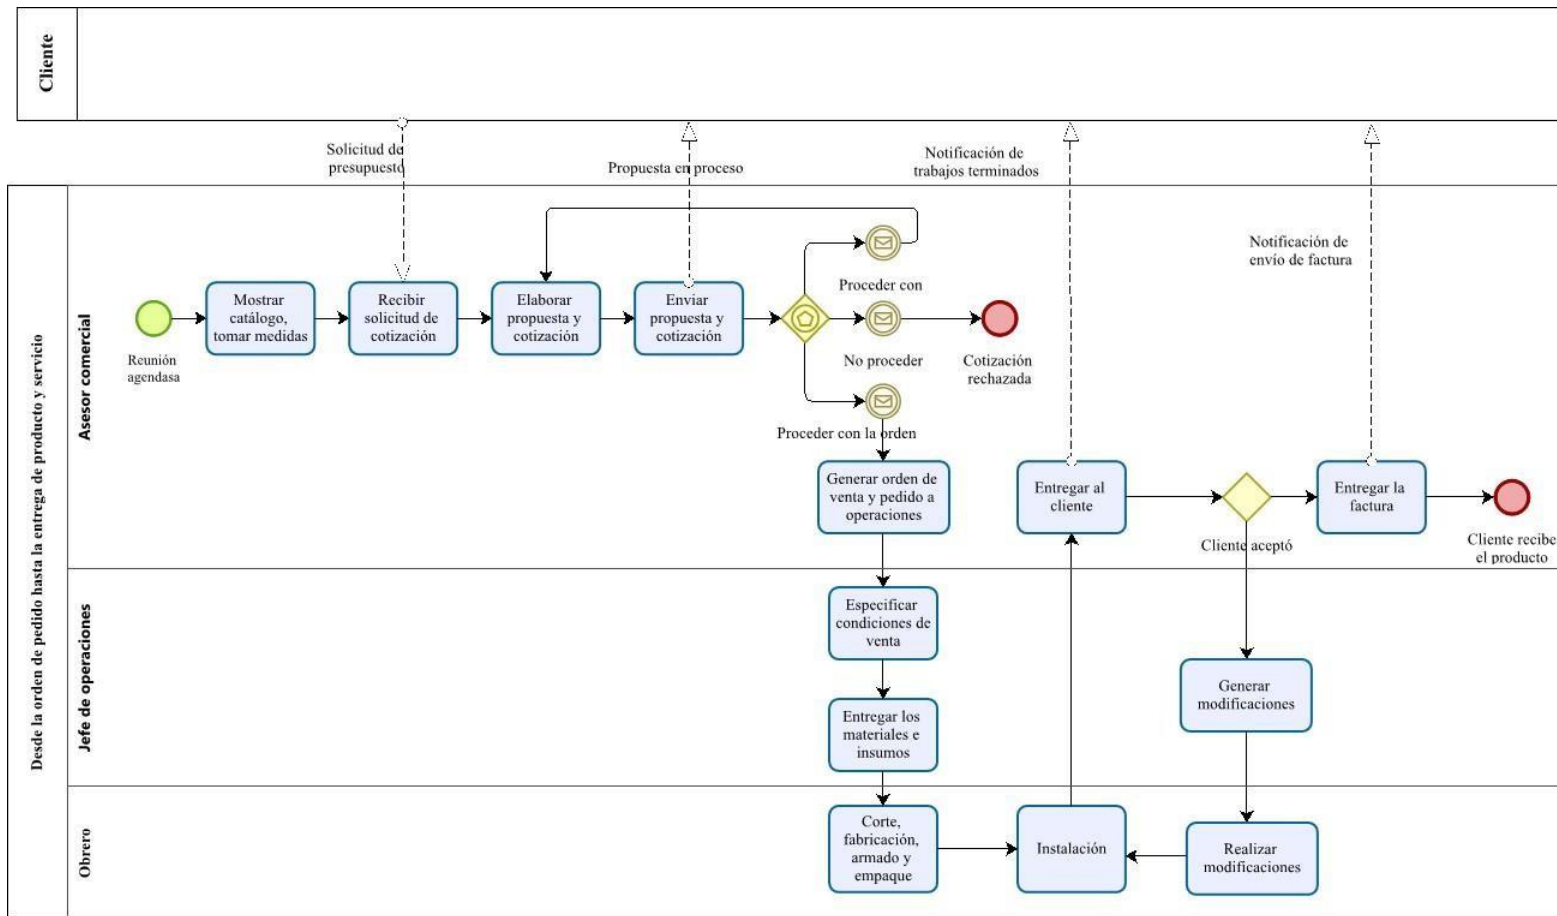 Cliente
Solicitud de
presupuesto
Propuesta en proceso
Notificación de
trabajos terminados
Notificación de
envío de factura
Desde la orden de pedido hasta la entrega de producto y servicio
Asesor comercial
Reunión
agendasa
Mostrar
catálogo,
tomar medidas
Recibir
solicitud de
cotización
Elaborar
propuesta y
cotización
Enviar
propuesta y
cotización
Proceder con
No proceder
Cotización
rechazada
Proceder con la orden
Generar orden de
venta y pedido a
operaciones
Entregar al
cliente
Cliente aceptó
Entregar la
factura
Cliente recibe
el producto
Jefe de operaciones
Especificar
condiciones de
venta
Entregar los
materiales e
insumos
Generar
modificaciones
Obrero
Corte,
fabricación,
armado y
empaque
Instalación
Realizar
modificaciones